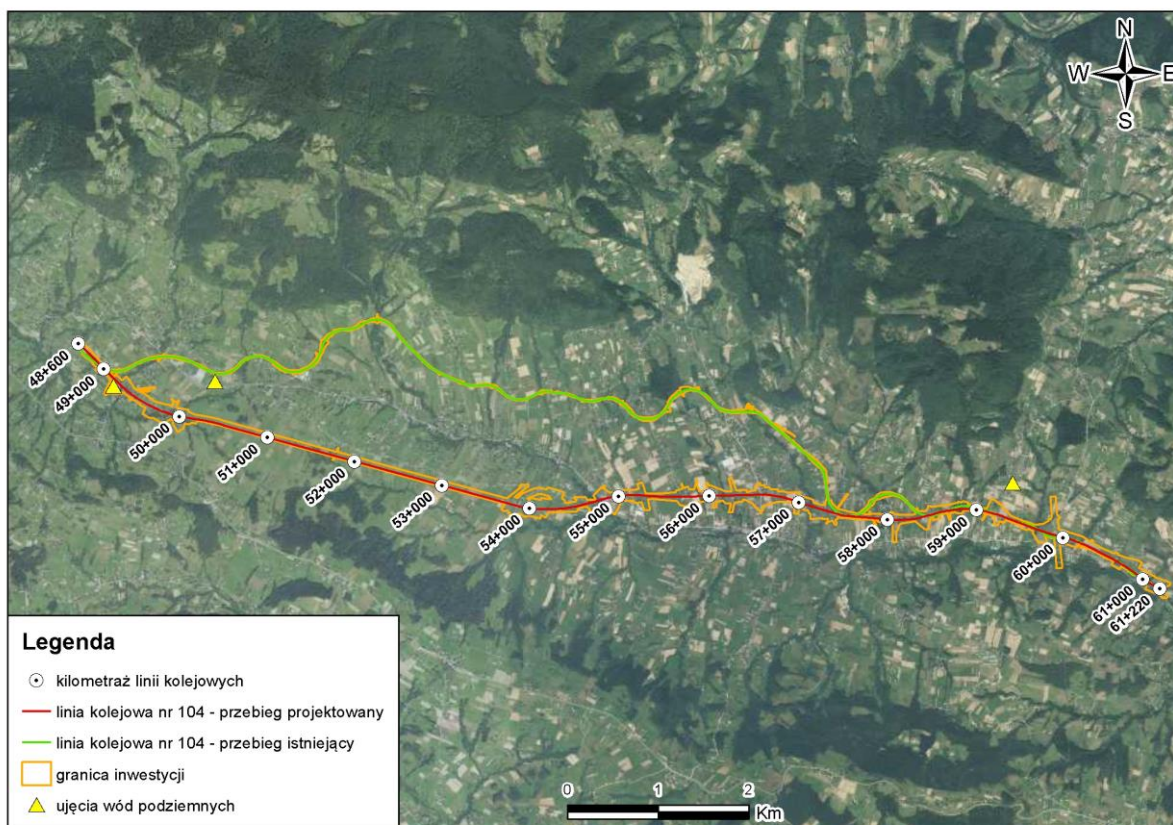 N
W E
S
48+600
49+000
50+000
51+000
52+000
53+000
54+000
55+000
56+000
57+000
58+000
59+000
60+000
61+000
61+220
Legenda
kilometraż linii kolejowych
linia kolejowa nr 104 - przebieg projektowany
linia kolejowa nr 104 - przebieg istniejący
granica inwestycji
ujęcia wód podziemnych
0 1 2
Km